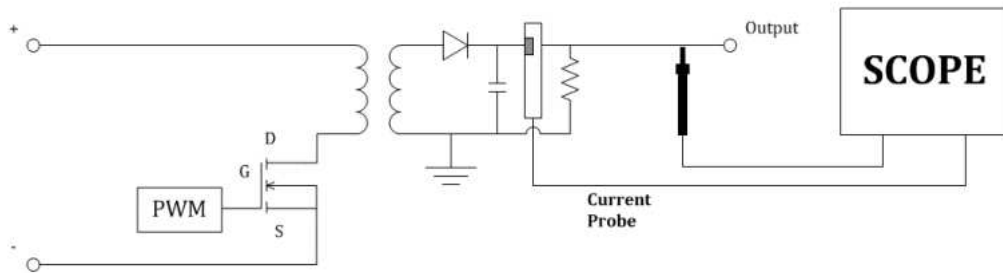 +
Output
SCOPE
D
G
PWM
S
Current
Probe
-